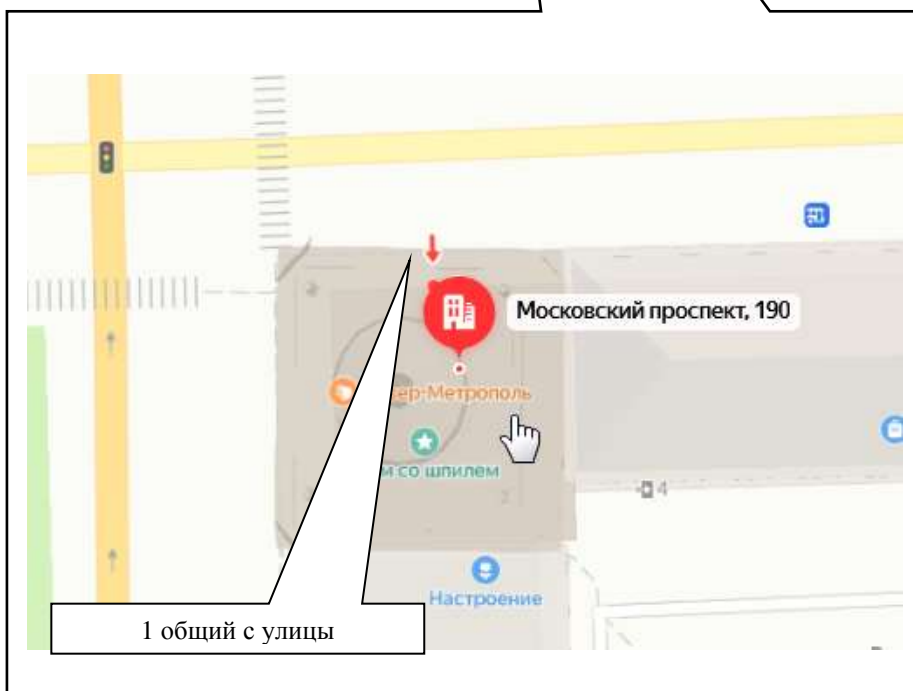 Московский проспект, 190
ер-Метрополь
м со шпилем
4
Настроение
1 общий с улицы